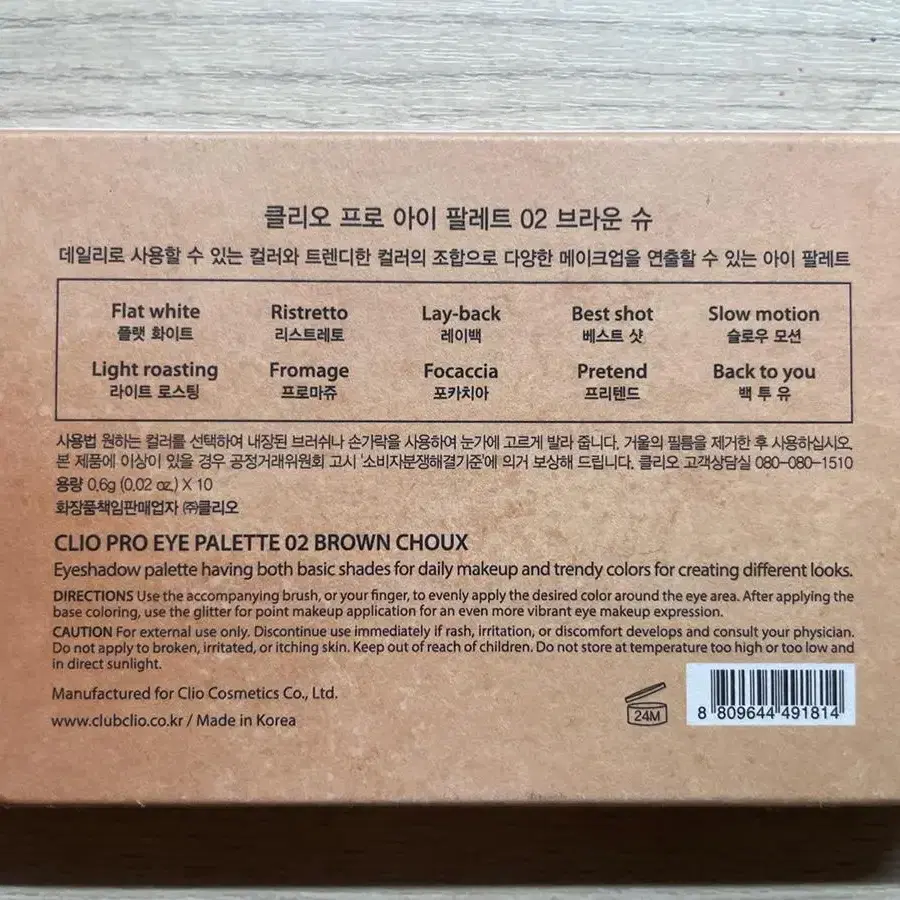 클리오 프로 아이 팔레트 02 브라운 슈
데일리로 사용할 수 있는 컬러와 트렌디한 컬러의 조합으로 다양한 메이크업을 연출할 수 있는 아이 팔레트
Flat white Ristretto Lay-back Best shot Slow motion
플랫 화이트 리스트레토 레이백 베스트 샷 슬로우 모션
Light roasting Fromage Focaccia Pretend Back to you
라이트 로스팅 프로마쥬 포카치아 프리텐드 백 투 유
사용법 원하는 컬러를 선택하여 내장된 브러쉬나 손가락을 사용하여 눈가에 고르게 발라 줍니다. 거울의 필름을 제거한 후 사용하십시오.
본 제품에 이상이 있을 경우 공정거래위원회 고시 '소비자분쟁해결기준'에 의거 보상해 드립니다. 클리오 고객상담실 080-080-1510
용량 0.6g (0.02 oz.) X 10
화장품책임판매업자 ㈜클리오
CLIO PRO EYE PALETTE 02 BROWN CHOUX
Eyeshadow palette having both basic shades for daily makeup and trendy colors for creating different looks.
DIRECTIONS Use the accompanying brush, or your finger, to evenly apply the desired color around the eye area. After applying the
base coloring, use the glitter for point makeup application for an even more vibrant eye makeup expression.
CAUTION For external use only. Discontinue use immediately if rash, irritation, or discomfort develops and consult your physician.
Do not apply to broken, irritated, or itching skin. Keep out of reach of children. Do not store at temperature too high or too low and
in direct sunlight.
Manufactured for Clio Cosmetics Co., Ltd.
www.clubclio.co.kr / Made in Korea
24M
8 809644 491814